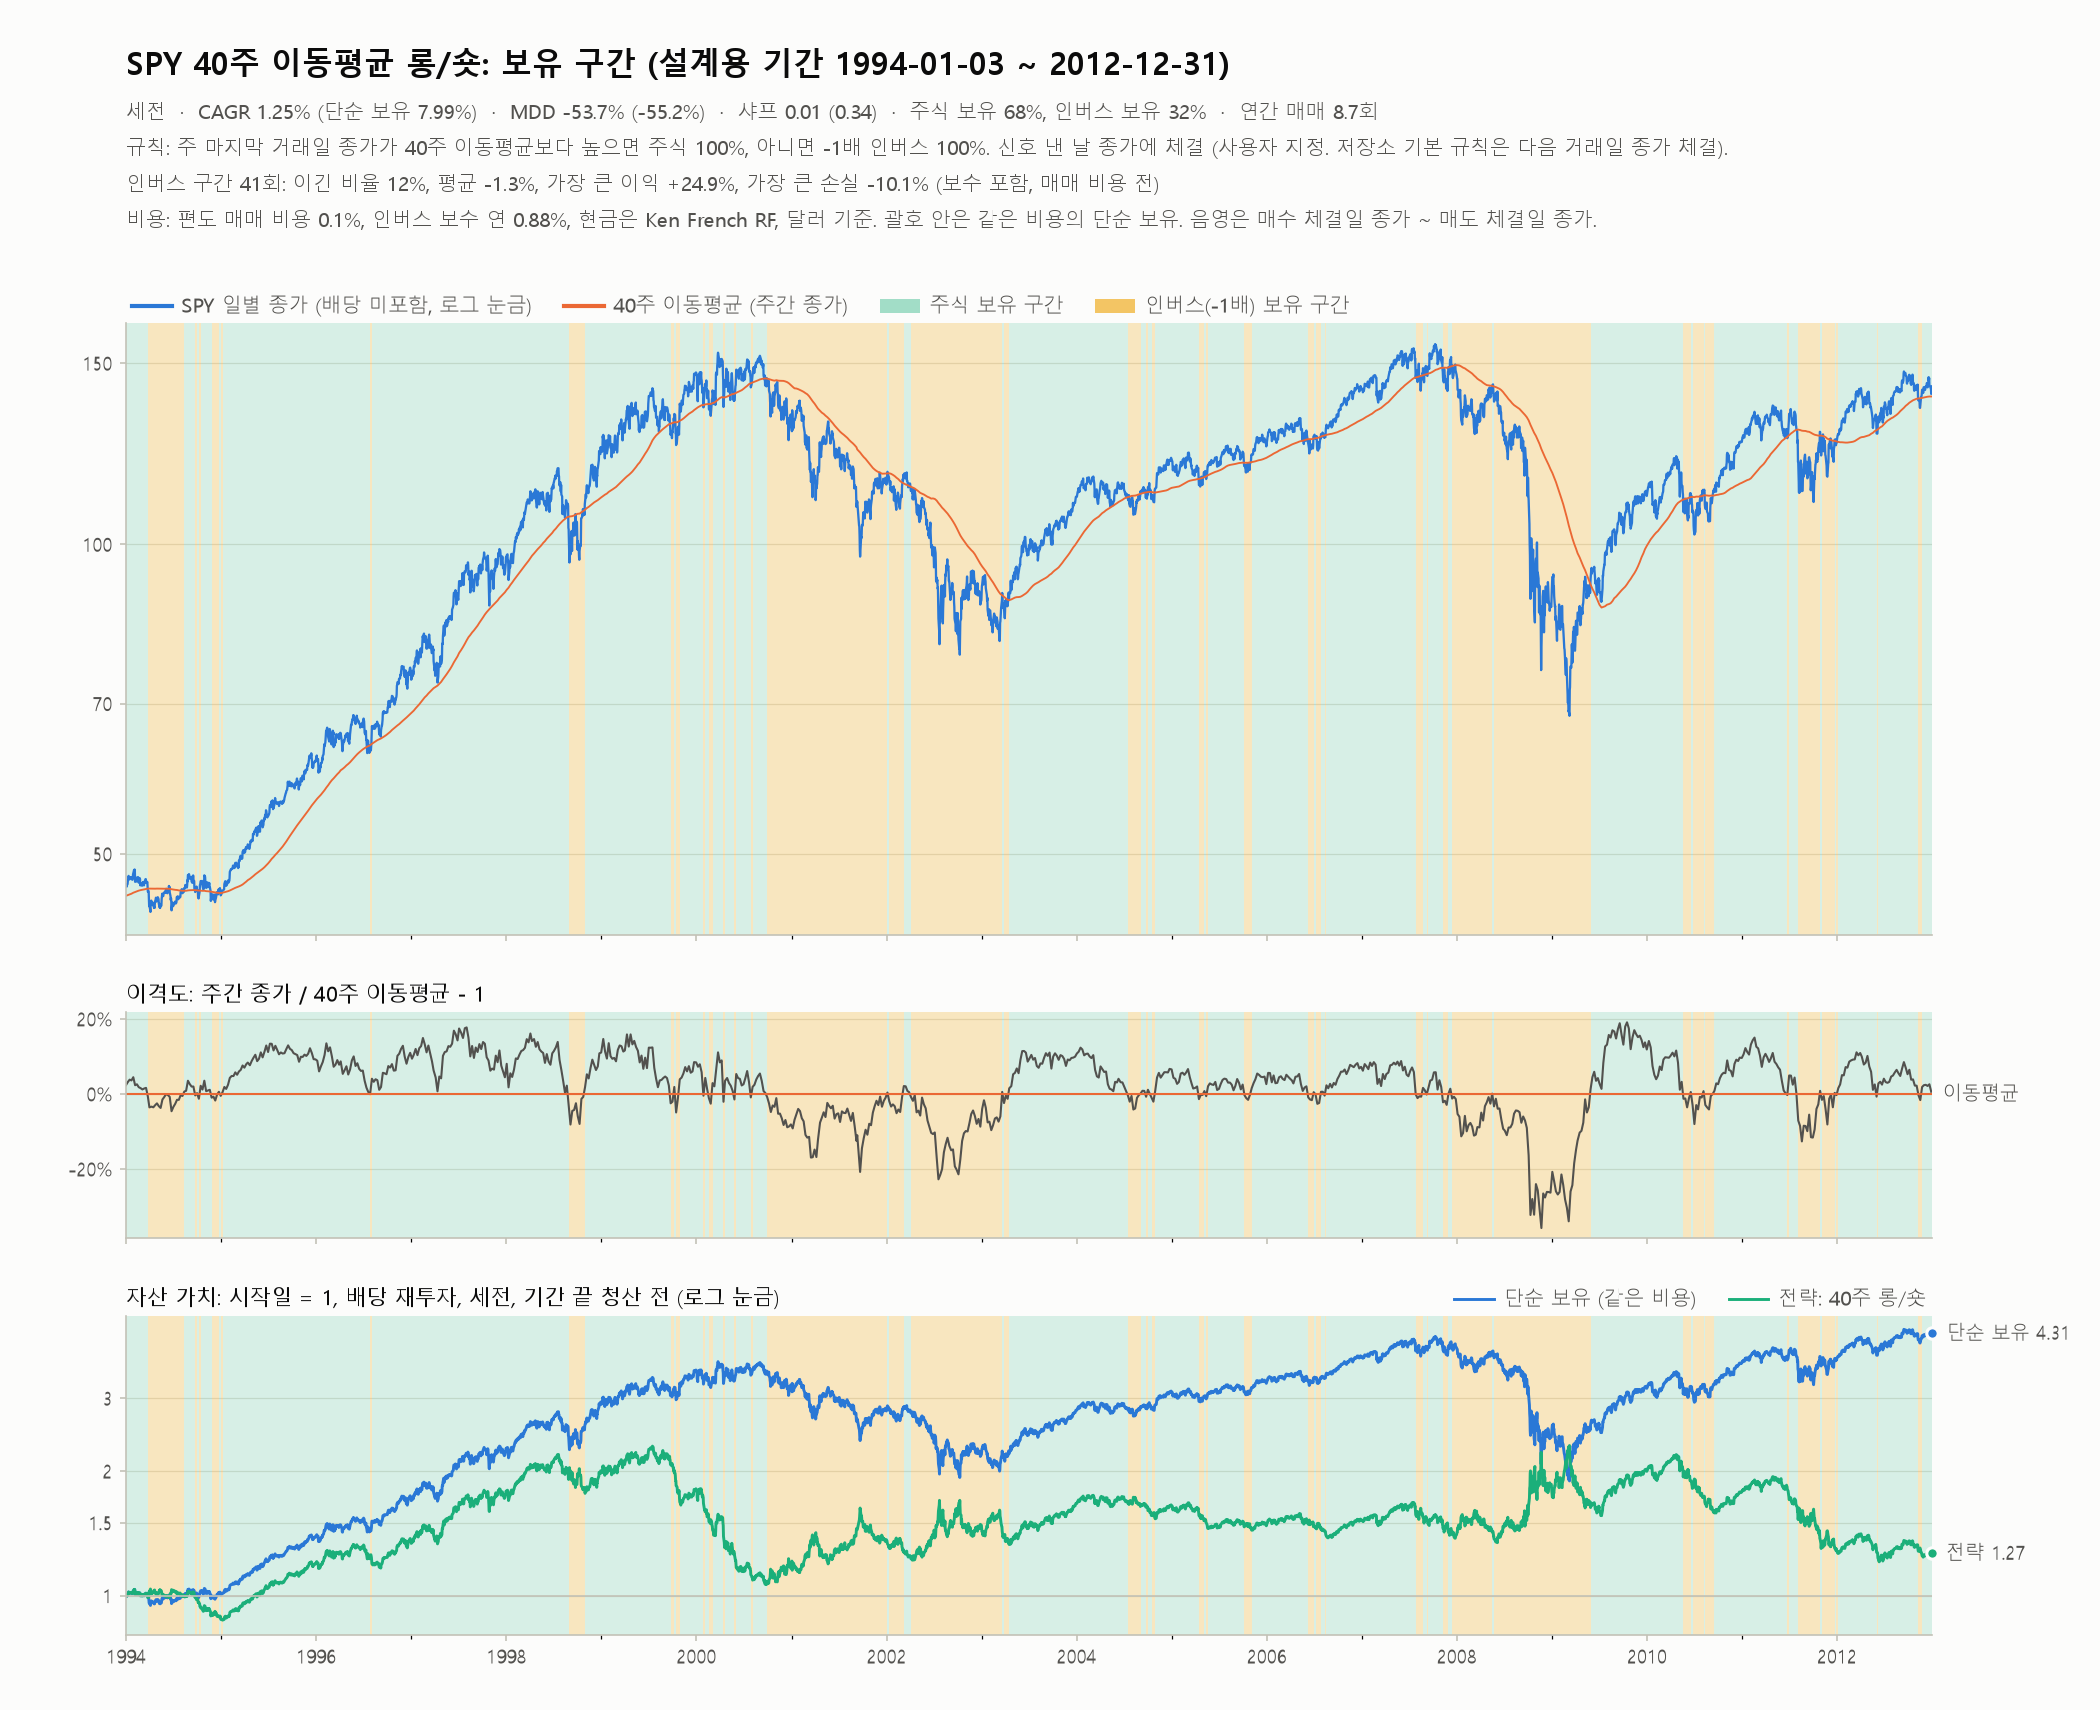 SPY 40주 이동평균 롱/숏: 보유 구간 (설계용 기간 1994-01-03 ~ 2012-12-31)
세전 · CAGR 1.25% (단순 보유 7.99%) · MDD -53.7% (-55.2%) · 샤프 0.01 (0.34) · 주식 보유 68%, 인버스 보유 32% · 연간 매매 8.7회
규칙: 주 마지막 거래일 종가가 40주 이동평균보다 높으면 주식 100%, 아니면 -1배 인버스 100%. 신호 낸 날 종가에 체결 (사용자 지정. 저장소 기본 규칙은 다음 거래일 종가 체결).
인버스 구간 41회: 이긴 비율 12%, 평균 -1.3%, 가장 큰 이익 +24.9%, 가장 큰 손실 -10.1% (보수 포함, 매매 비용 전)
비용: 편도 매매 비용 0.1%, 인버스 보수 연 0.88%, 현금은 Ken French RF, 달러 기준. 괄호 안은 같은 비용의 단순 보유. 음영은 매수 체결일 종가 ~ 매도 체결일 종가.
SPY 일별 종가 (배당 미포함, 로그 눈금) 40주 이동평균 (주간 종가) 주식 보유 구간 인버스(-1배) 보유 구간
150
100
70
50
이격도: 주간 종가 / 40주 이동평균 - 1
20%
0%
이동평균
-20%
자산 가치: 시작일 = 1, 배당 재투자, 세전, 기간 끝 청산 전 (로그 눈금) 단순 보유 (같은 비용) 전략: 40주 롱/숏
단순 보유 4.31
3
2
1.5
전략 1.27
1
1994 1996 1998 2000 2002 2004 2006 2008 2010 2012